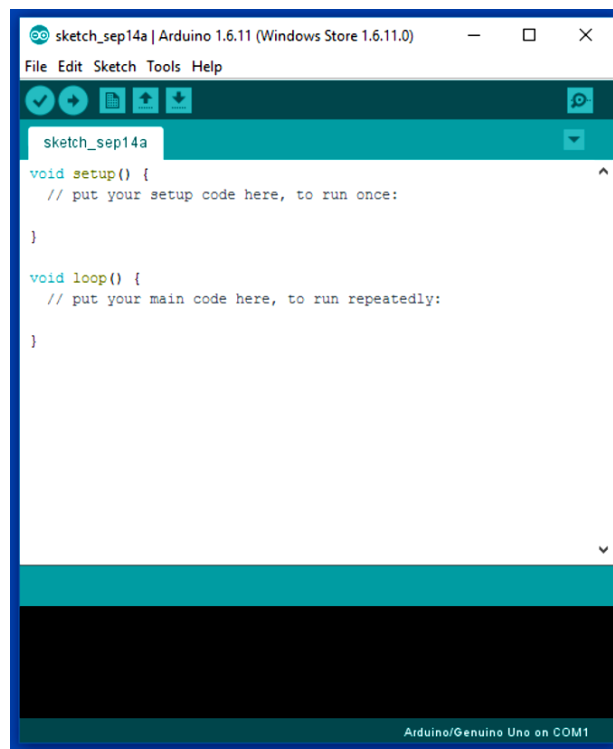 sketch_sep14a | Arduino 1.6.11 (Windows Store 1.6.11.0)
File Edit Sketch Tools Help
sketch_sep14a
void setup() {
  // put your setup code here, to run once:
}
void loop() {
  // put your main code here, to run repeatedly:
}
Arduino/Genuino Uno on COM1